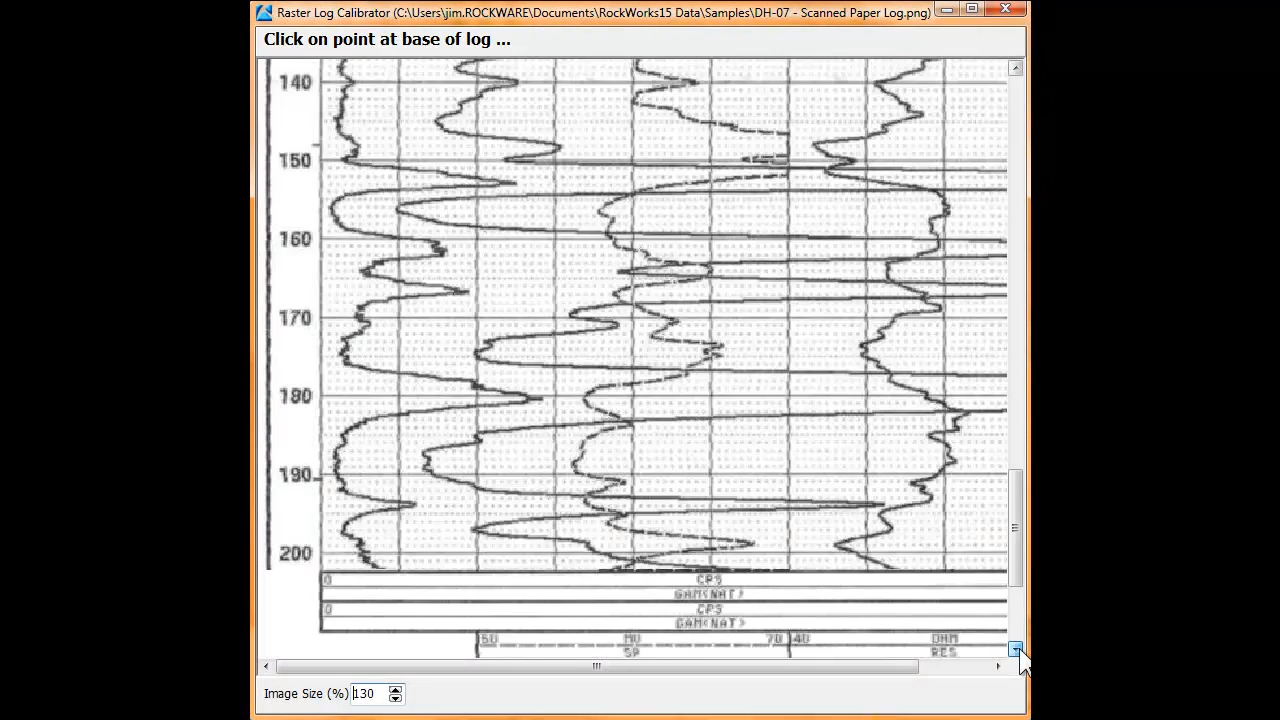 Raster Log Calibrator (C:\Users\jim.ROCKWARE\Documents\RockWorks15 Data\Samples\DH-07 - Scanned Paper Log.png)
Click on point at base of log ...
140
150
160
170
180
190
200
0 CPS
GAM(NAT)
0 CPS
GAM(NAT)
50 MV 70 40 OHM
SP RES
Image Size (%) 130